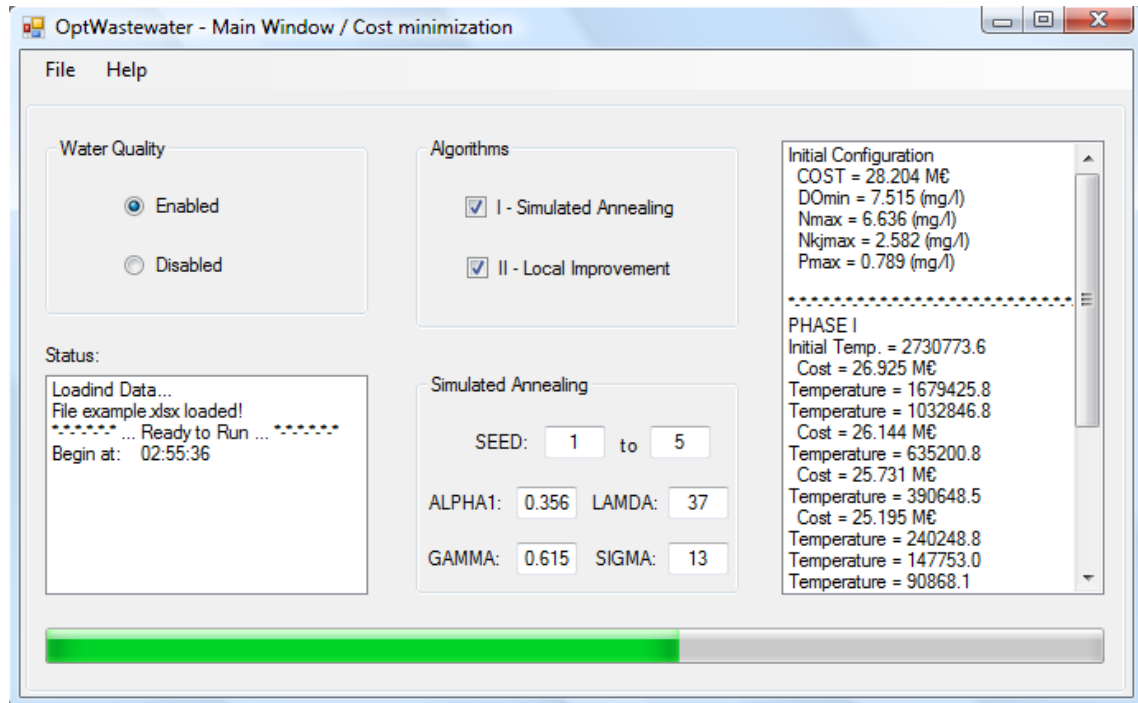 OptWastewater - Main Window / Cost minimization
File Help
Water Quality
Enabled
Disabled
Status:
Loadind Data...
File example.xlsx loaded!
*-*-*-*-*-*-* ... Ready to Run ... *-*-*-*-*-*-*
Begin at: 02:55:36
Algorithms
I - Simulated Annealing
II - Local Improvement
Simulated Annealing
SEED: 1 to 5
ALPHA1: 0.356 LAMDA: 37
GAMMA: 0.615 SIGMA: 13
Initial Configuration
COST = 28.204 M€
DOmin = 7.515 (mg/l)
Nmax = 6.636 (mg/l)
Nkjmax = 2.582 (mg/l)
Pmax = 0.789 (mg/l)
*-*-*-*-*-*-*-*-*-*-*-*-*-*-*-*-*-*-*-*-*-*-*-*-*-*
PHASE I
Initial Temp. = 2730773.6
Cost = 26.925 M€
Temperature = 1679425.8
Temperature = 1032846.8
Cost = 26.144 M€
Temperature = 635200.8
Cost = 25.731 M€
Temperature = 390648.5
Cost = 25.195 M€
Temperature = 240248.8
Temperature = 147753.0
Temperature = 90868.1